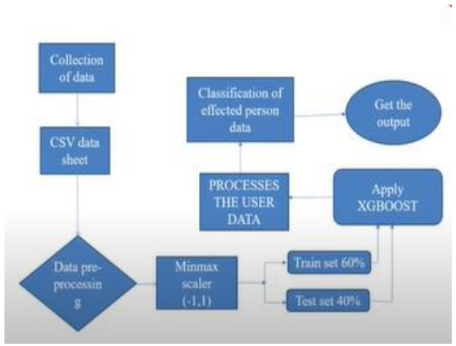 Collection
of data
CSV data
sheet
Data pre-
processin
g
Minmax
scaler
(-1,1)
Train set 60%
Test set 40%
Apply
XGBOOST
PROCESSES
THE USER
DATA
Classification of
effected person
data
Get the
output